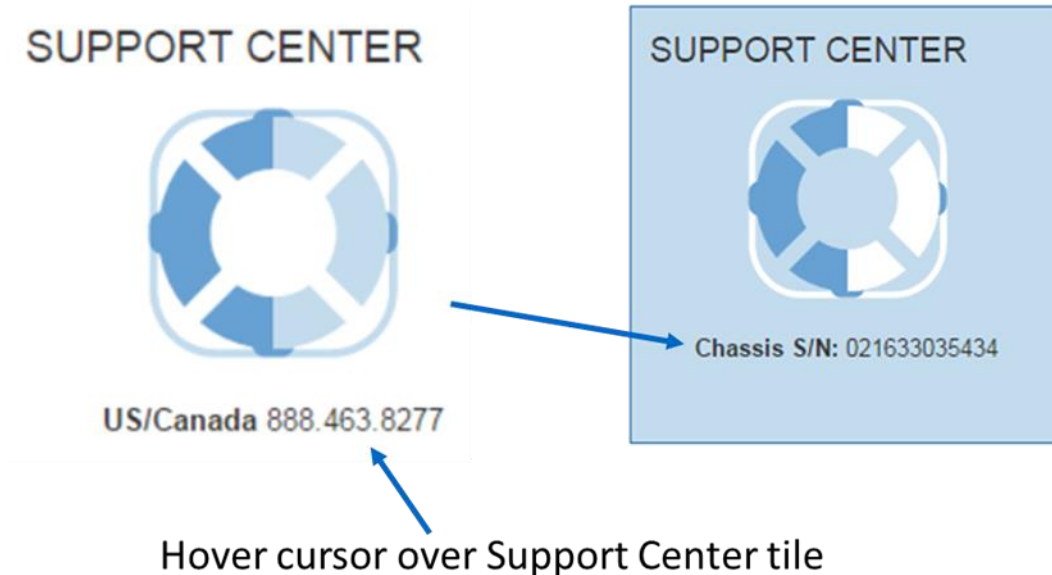 SUPPORT CENTER
US/Canada 888.463.8277
SUPPORT CENTER
Chassis S/N: 021633035434
Hover cursor over Support Center tile